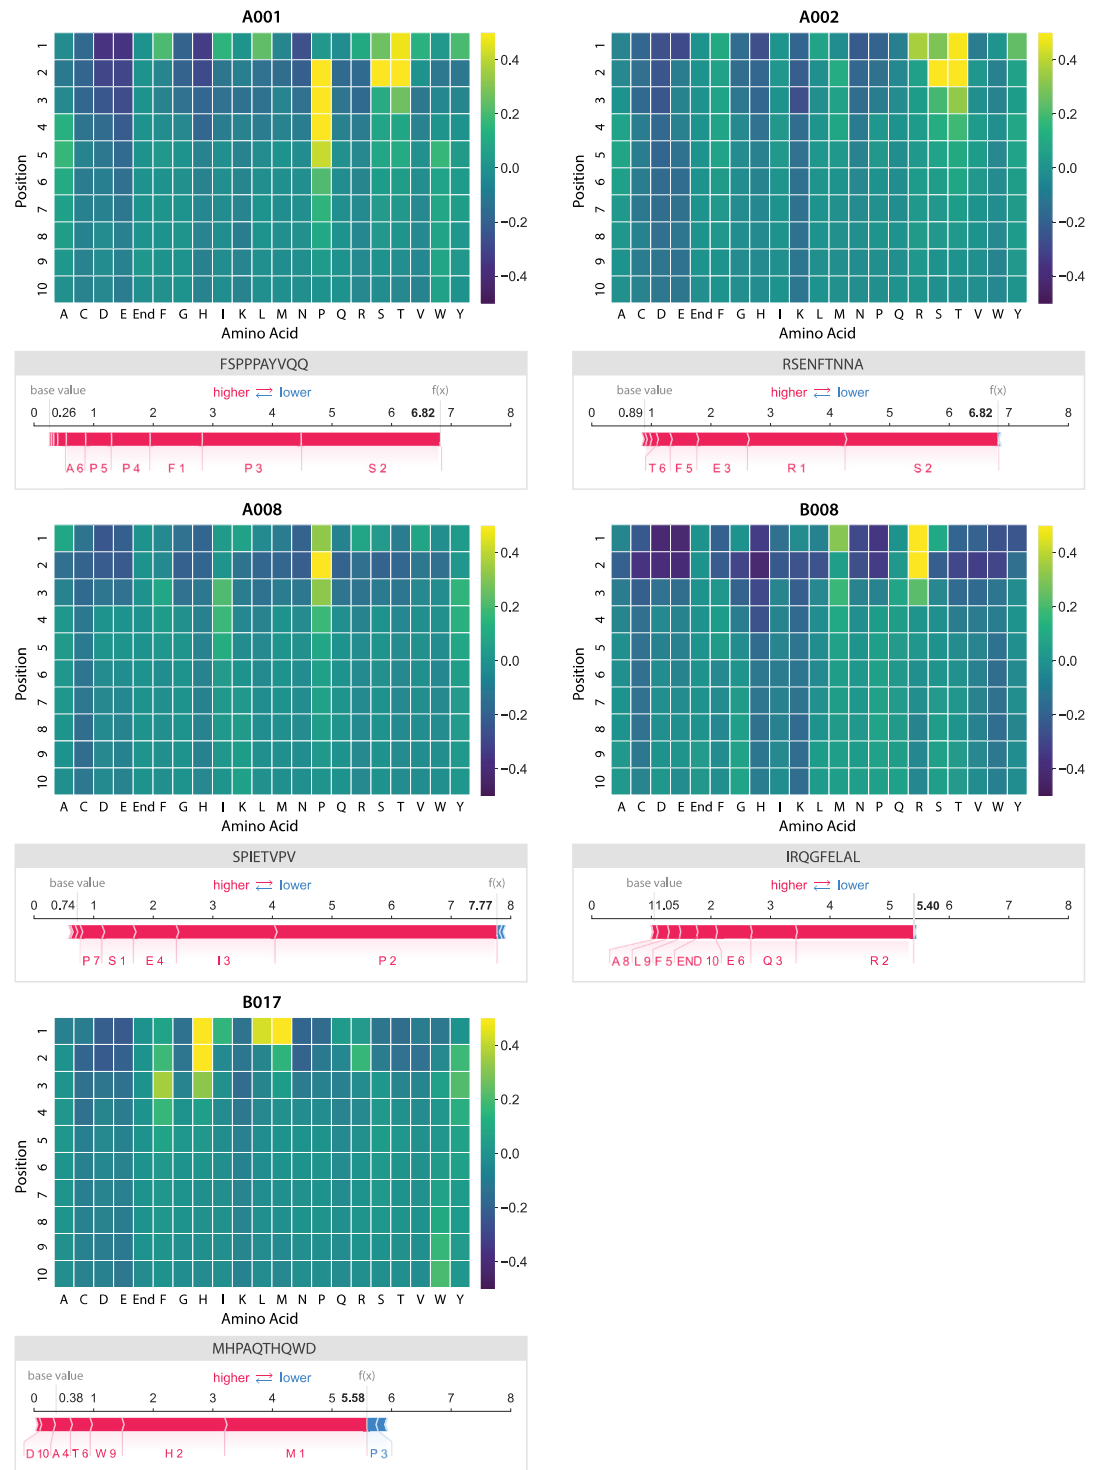 A001
Position
1
2
3
4
5
6
7
8
9
10
A C D E End F G H I K L M N P Q R S T V W Y
Amino Acid
0.4
0.2
0.0
−0.2
−0.4
FSPPPAYVQQ
base value higher lower f(x)
0 0.26 1 2 3 4 5 6 6.82 7 8
A 6 P 5 P 4 F 1 P 3 S 2
A002
Position
1
2
3
4
5
6
7
8
9
10
A C D E End F G H I K L M N P Q R S T V W Y
Amino Acid
0.4
0.2
0.0
−0.2
−0.4
RSENFTNNA
base value higher lower f(x)
0 0.89 1 2 3 4 5 6 6.82 7 8
T 6 F 5 E 3 R 1 S 2
A008
Position
1
2
3
4
5
6
7
8
9
10
A C D E End F G H I K L M N P Q R S T V W Y
Amino Acid
0.4
0.2
0.0
−0.2
−0.4
SPIETVPV
base value higher lower f(x)
0 0.74 1 2 3 4 5 6 7 7.77 8
P 7 S 1 E 4 I 3 P 2
B008
Position
1
2
3
4
5
6
7
8
9
10
A C D E End F G H I K L M N P Q R S T V W Y
Amino Acid
0.4
0.2
0.0
−0.2
−0.4
IRQGFELAL
base value higher lower f(x)
0 1 1.05 2 3 4 5 5.40 6 7 8
A 8 L 9 F 5 END 10 E 6 Q 3 R 2
B017
Position
1
2
3
4
5
6
7
8
9
10
A C D E End F G H I K L M N P Q R S T V W Y
Amino Acid
0.4
0.2
0.0
−0.2
−0.4
MHPAQTHQWD
base value higher lower f(x)
0 0.38 1 2 3 4 5 5.58 6 7 8
D 10 A 4 T 6 W 9 H 2 M 1 P 3